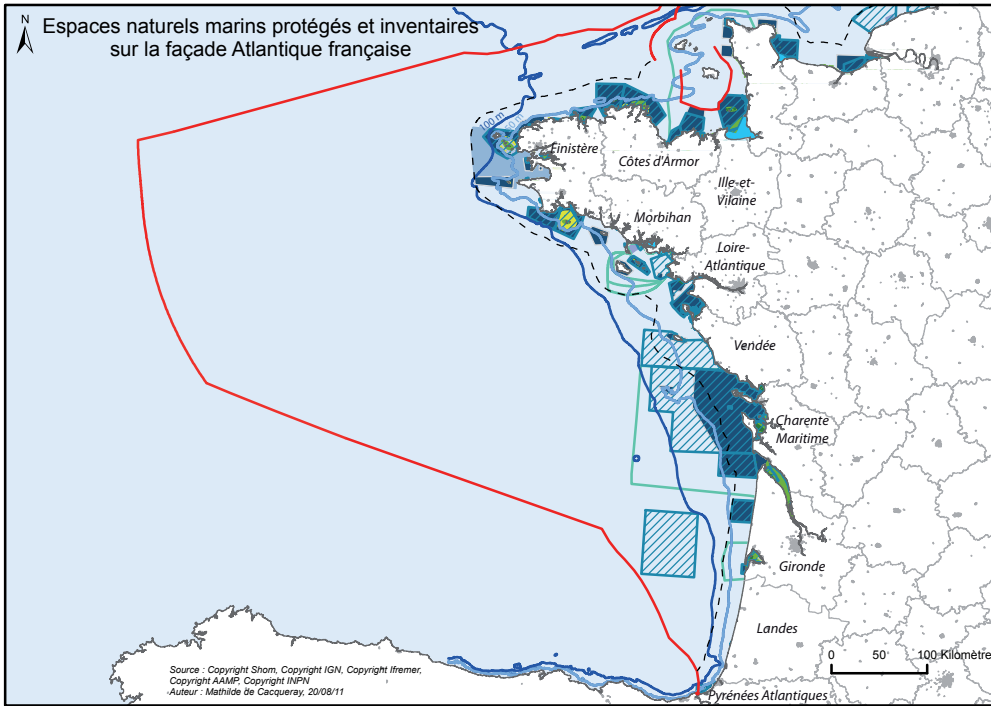 N
Espaces naturels marins protégés et inventaires
sur la façade Atlantique française
100 m
50 m
Finistère
Côtes d'Armor
Ille-et-
Vilaine
Morbihan
Loire-
Atlantique
Vendée
Charente
Maritime
Gironde
Landes
0 50 100 Kilomètre
Pyrénées Atlantiques
Source : Copyright Shom, Copyright IGN, Copyright Ifremer,
Copyright AAMP, Copyright INPN
Auteur : Mathilde de Cacqueray, 20/08/11